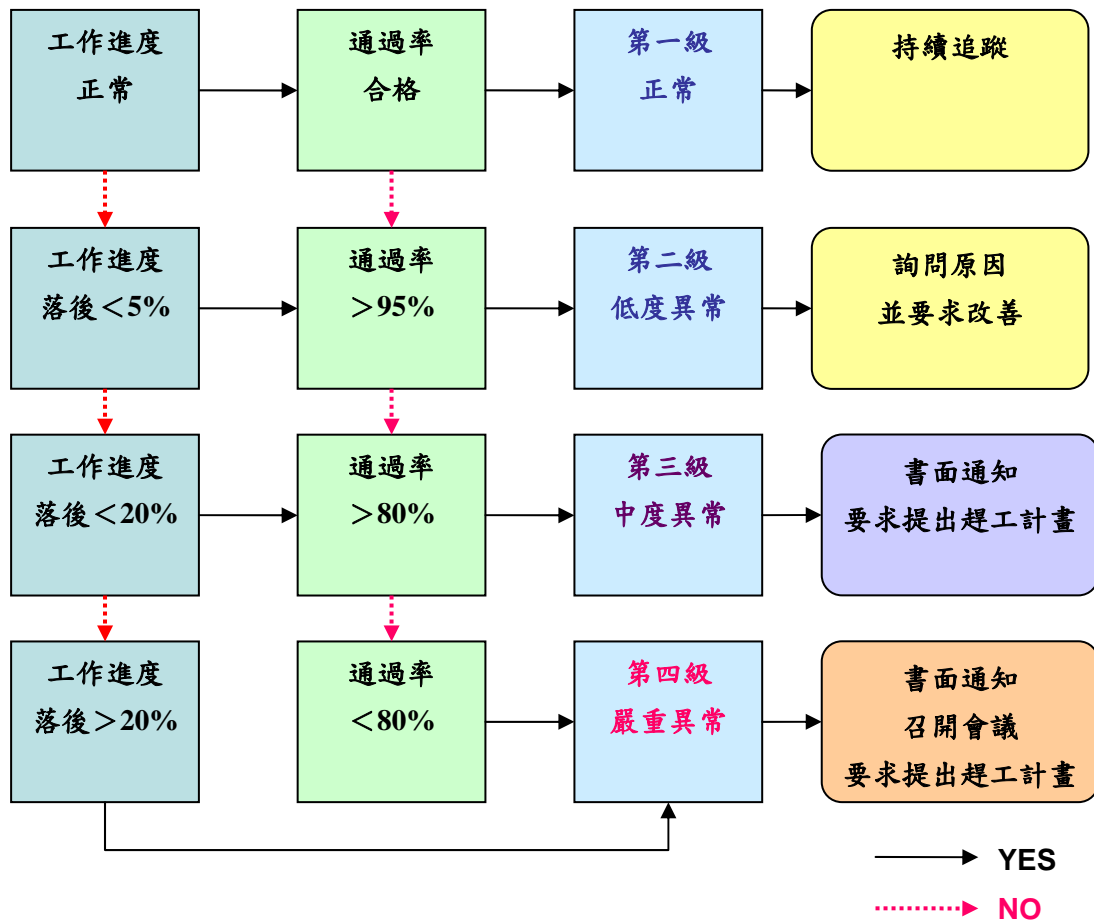 工作進度
正常
通過率
合格
第一級
正常
持續追蹤
工作進度
落後＜5%
通過率
＞95%
第二級
低度異常
詢問原因
並要求改善
工作進度
落後＜20%
通過率
＞80%
第三級
中度異常
書面通知
要求提出趕工計畫
工作進度
落後＞20%
通過率
＜80%
第四級
嚴重異常
書面通知
召開會議
要求提出趕工計畫
YES
NO